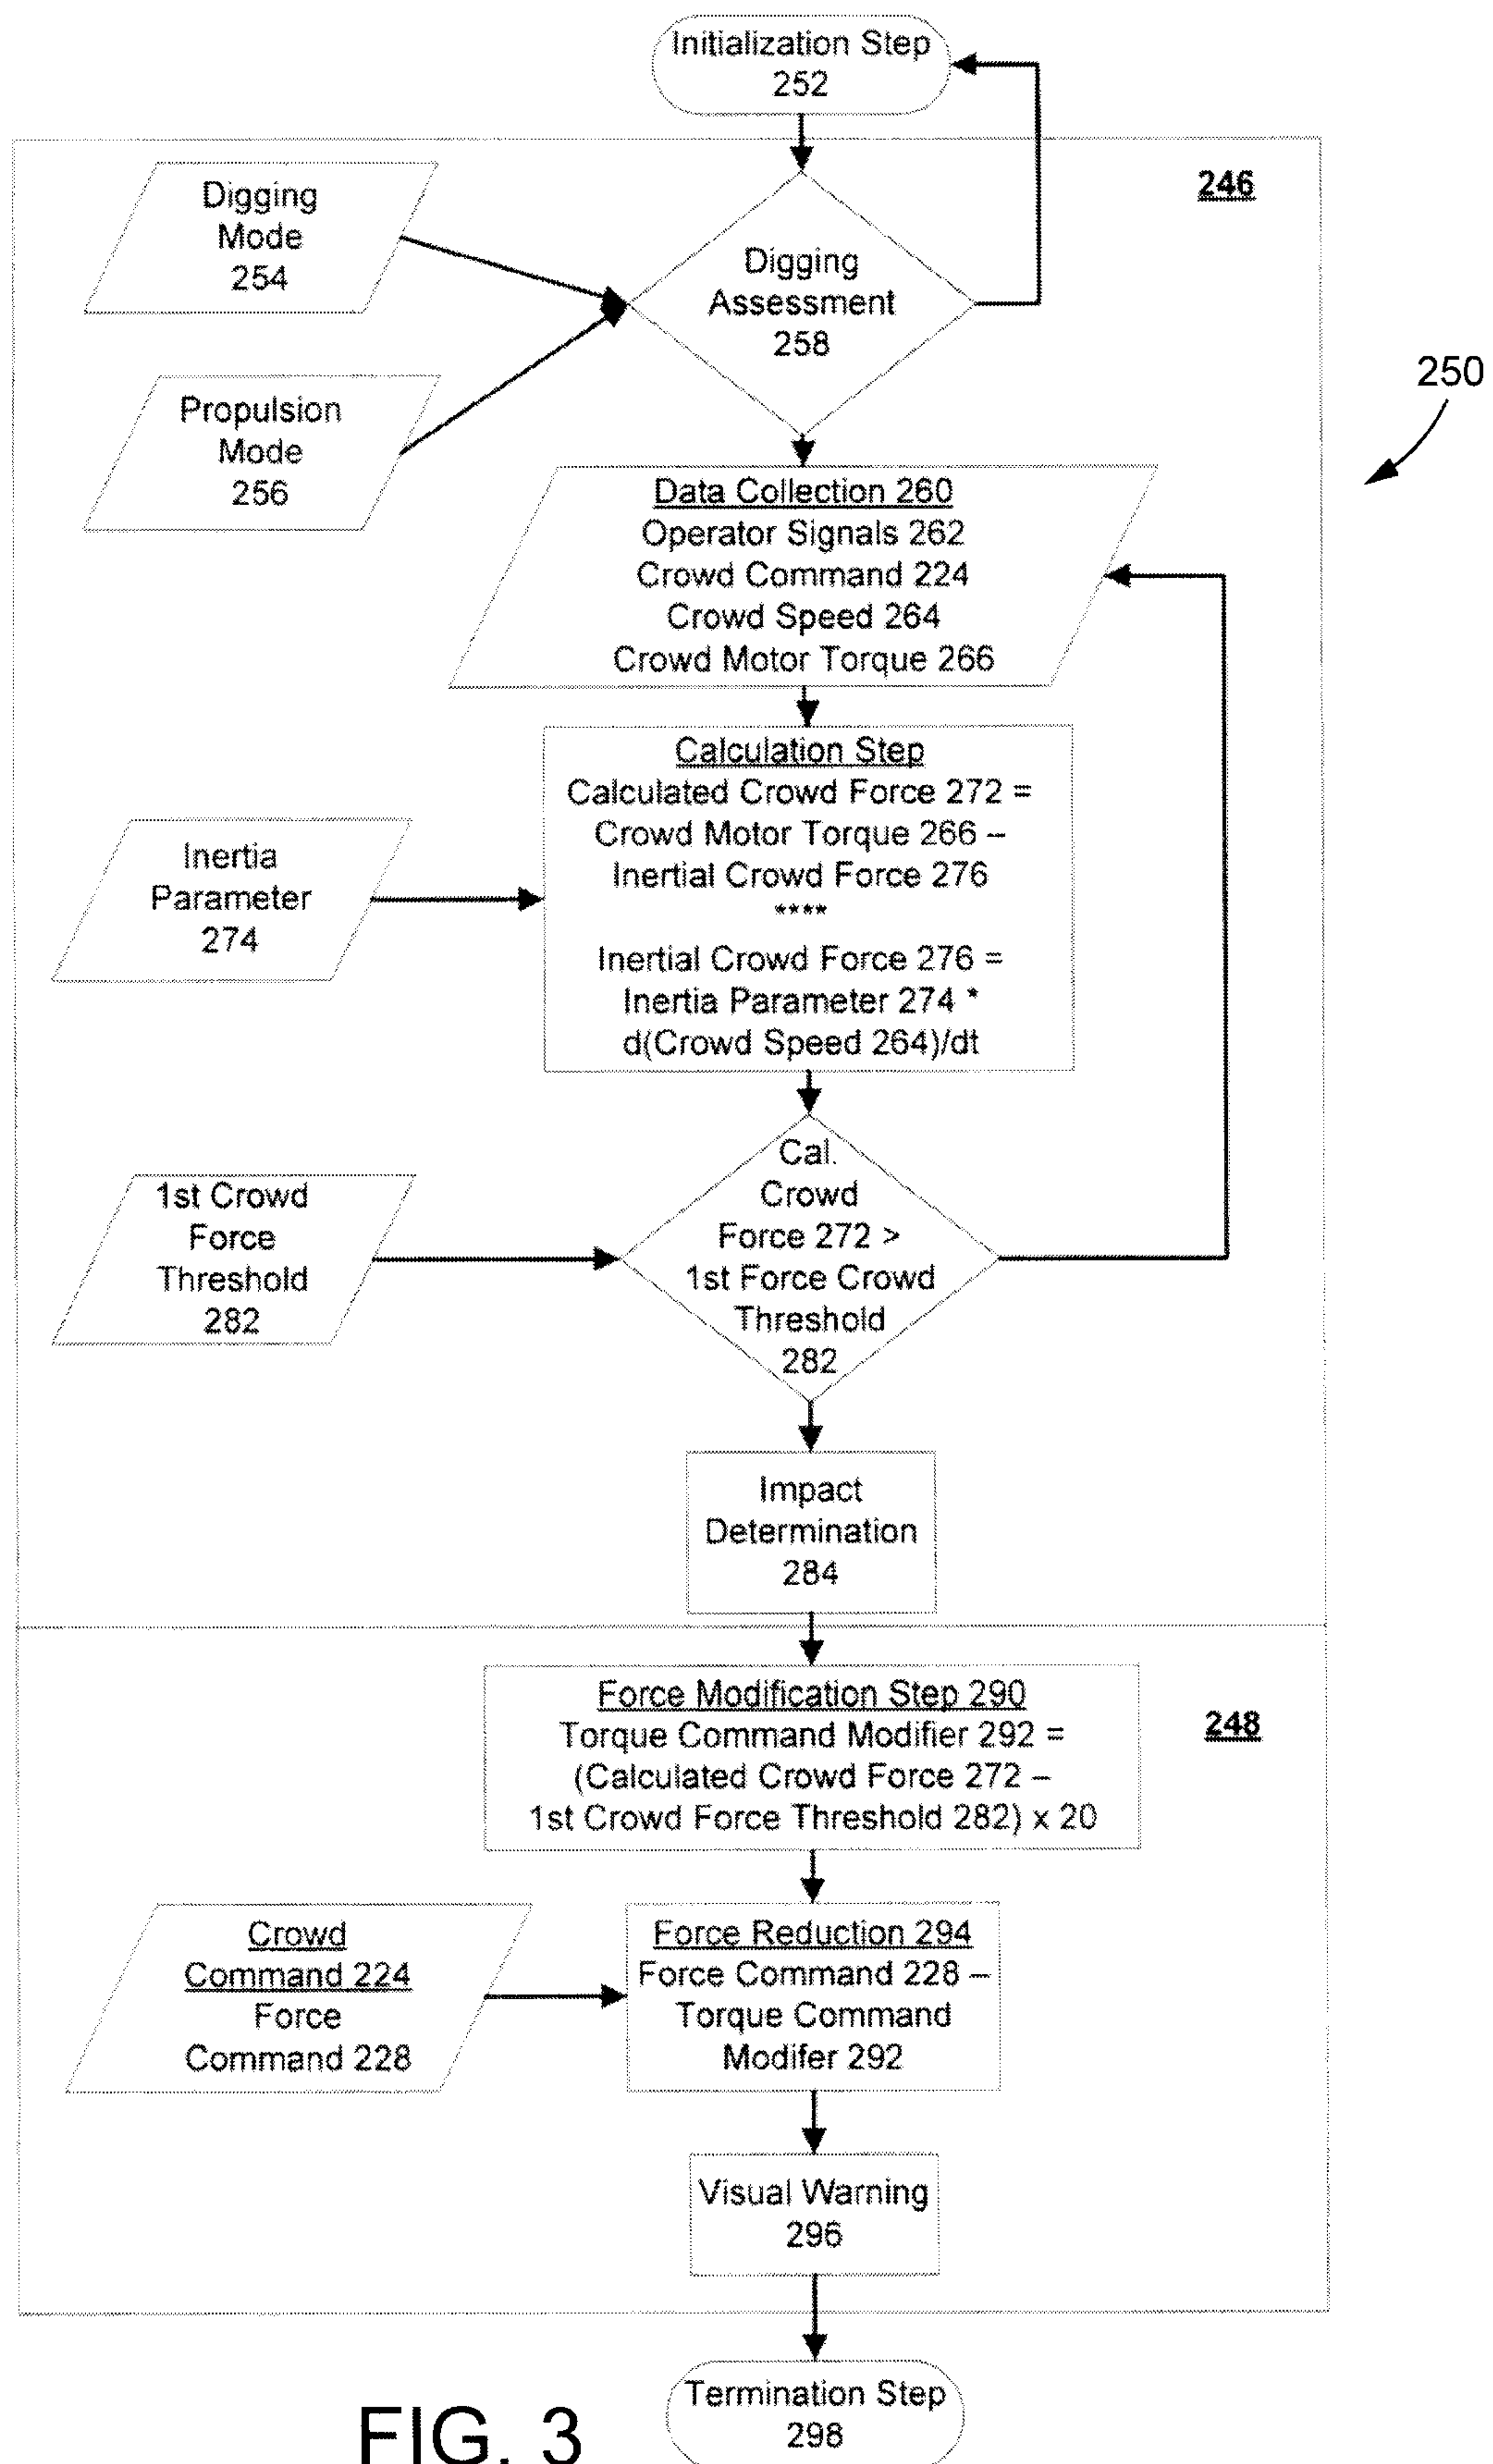 Initialization Step
252
246
Digging
Mode
254
Digging
Assessment
258
250
Propulsion
Mode
256
Data Collection 260
Operator Signals 262
Crowd Command 224
Crowd Speed 264
Crowd Motor Torque 266
Calculation Step
Calculated Crowd Force 272 =
Crowd Motor Torque 266 –
Inertial Crowd Force 276
****
Inertial Crowd Force 276 =
Inertia Parameter 274 *
d(Crowd Speed 264)/dt
Inertia
Parameter
274
Cal.
Crowd
Force 272 >
1st Force Crowd
Threshold
282
1st Crowd
Force
Threshold
282
Impact
Determination
284
Force Modification Step 290
Torque Command Modifier 292 =
(Calculated Crowd Force 272 –
1st Crowd Force Threshold 282) x 20
248
Crowd
Command 224
Force
Command 228
Force Reduction 294
Force Command 228 –
Torque Command
Modifer 292
Visual Warning
296
Termination Step
298
FIG. 3